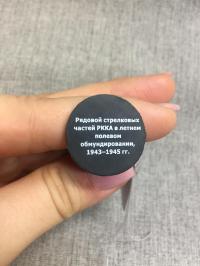 Рядовой стрелковых
частей РККА в летнем
полевом
обмундировании,
1943–1945 гг.